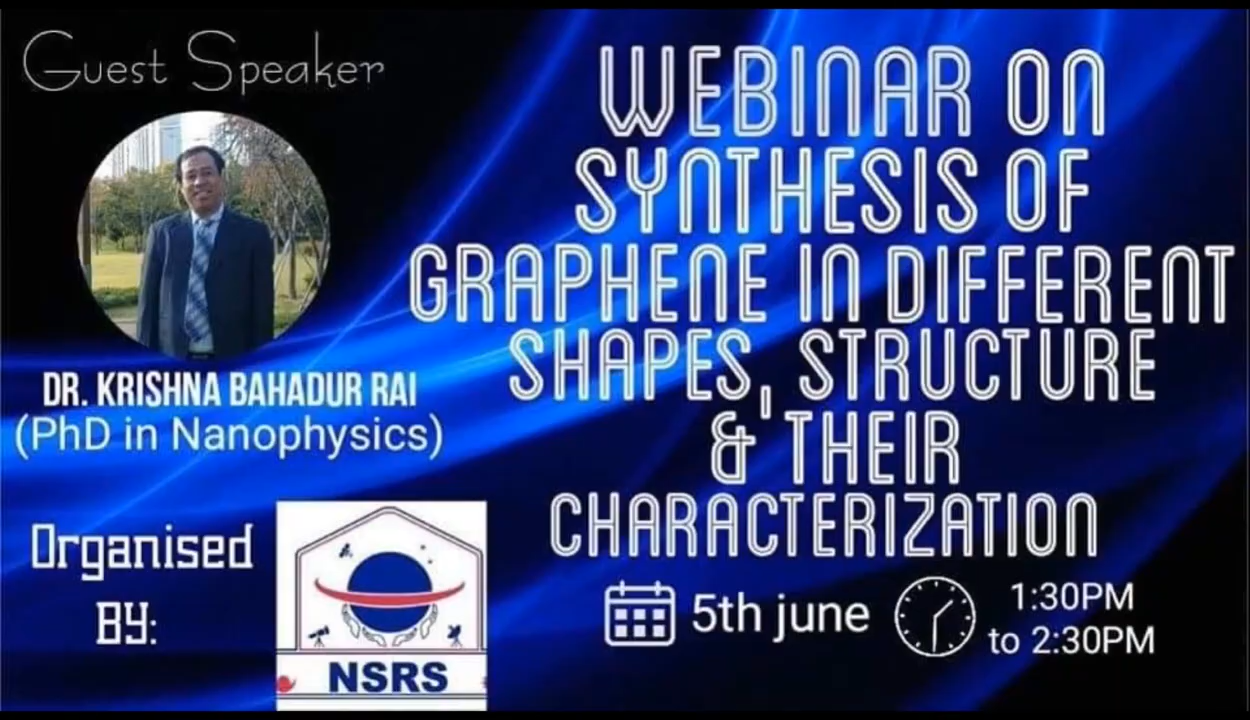 Guest Speaker
DR. KRISHNA BAHADUR RAI
(PhD in Nanophysics)
Organised
BY:
NSRS
WEBINAR ON
SYNTHESIS OF
GRAPHENE IN DIFFERENT
SHAPES, STRUCTURE
& THEIR
CHARACTERIZATION
5th june
1:30PM
to 2:30PM